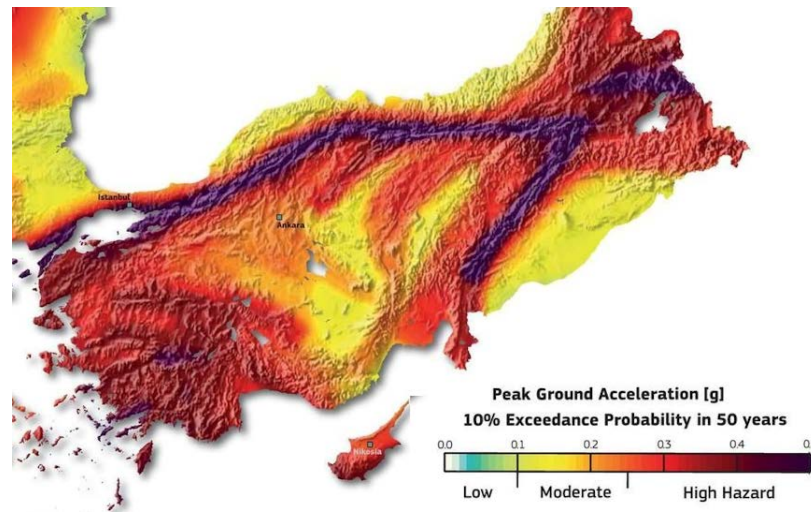 Istanbul
Ankara
Peak Ground Acceleration [g]
10% Exceedance Probability in 50 years
0.0 0.1 0.2 0.3 0.4
Low Moderate High Hazard
Nikosia